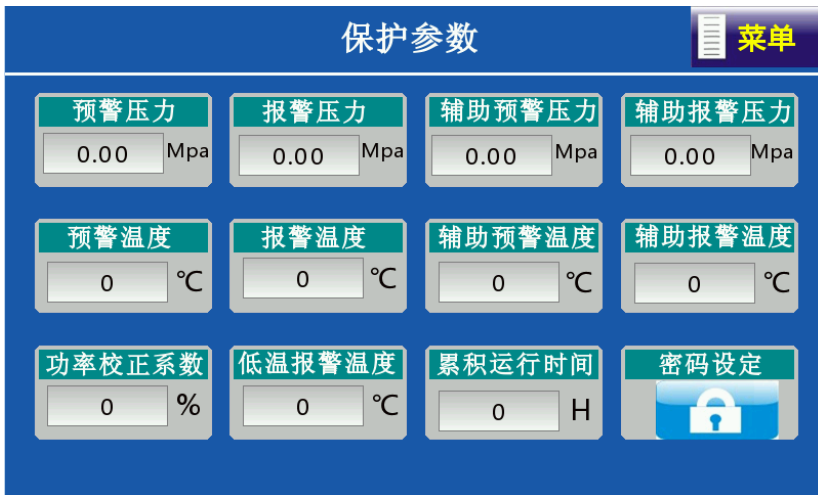 保护参数
菜单
预警压力
0.00 Mpa
报警压力
0.00 Mpa
辅助预警压力
0.00 Mpa
辅助报警压力
0.00 Mpa
预警温度
0 ℃
报警温度
0 ℃
辅助预警温度
0 ℃
辅助报警温度
0 ℃
功率校正系数
0 %
低温报警温度
0 ℃
累积运行时间
0 H
密码设定